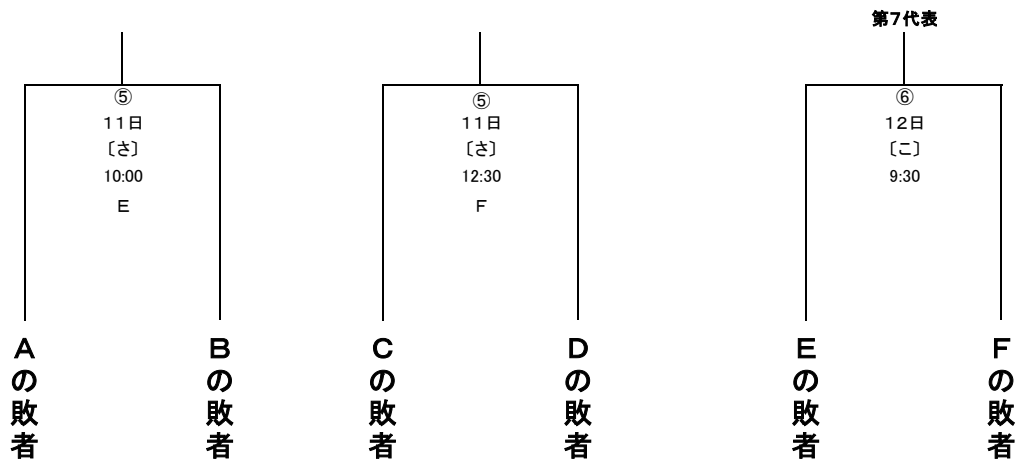 第７代表
⑤
１１日
〔さ〕
10:00
Ｅ
⑤
１１日
〔さ〕
12:30
Ｆ
⑥
１２日
〔こ〕
9:30
Ａの敗者
Ｂの敗者
Ｃの敗者
Ｄの敗者
Ｅの敗者
Ｆの敗者